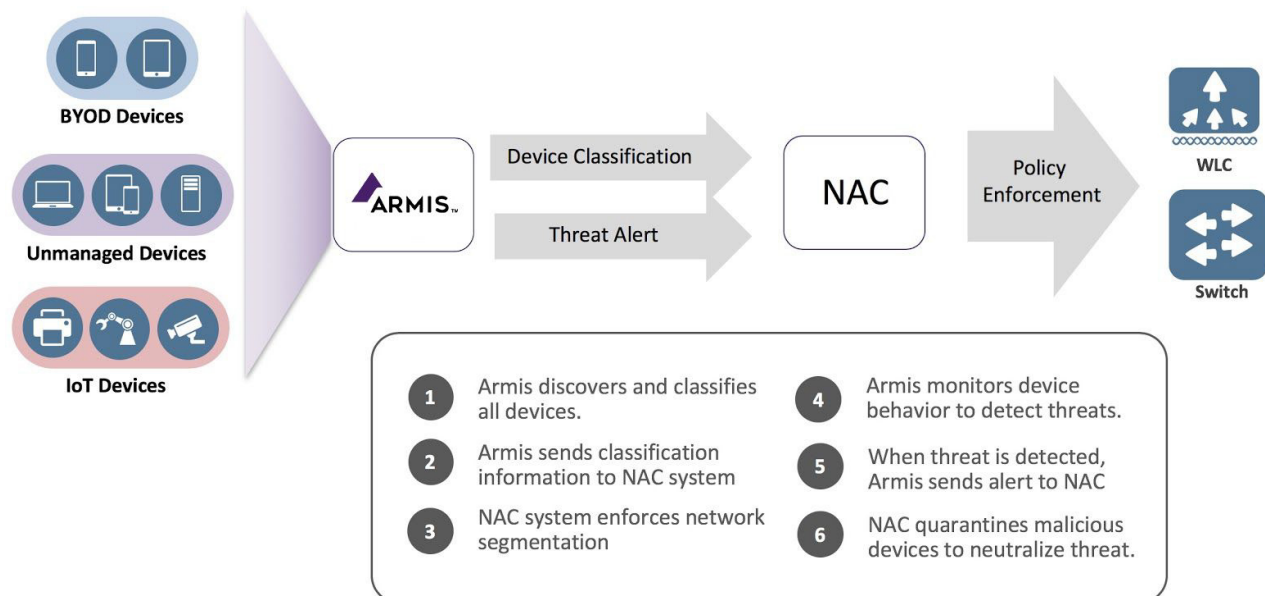 BYOD Devices
Unmanaged Devices
IoT Devices
ARMIS™
Device Classification
Threat Alert
NAC
Policy
Enforcement
WLC
Switch
1
Armis discovers and classifies
all devices.
2
Armis sends classification
information to NAC system
3
NAC system enforces network
segmentation
4
Armis monitors device
behavior to detect threats.
5
When threat is detected,
Armis sends alert to NAC
6
NAC quarantines malicious
devices to neutralize threat.